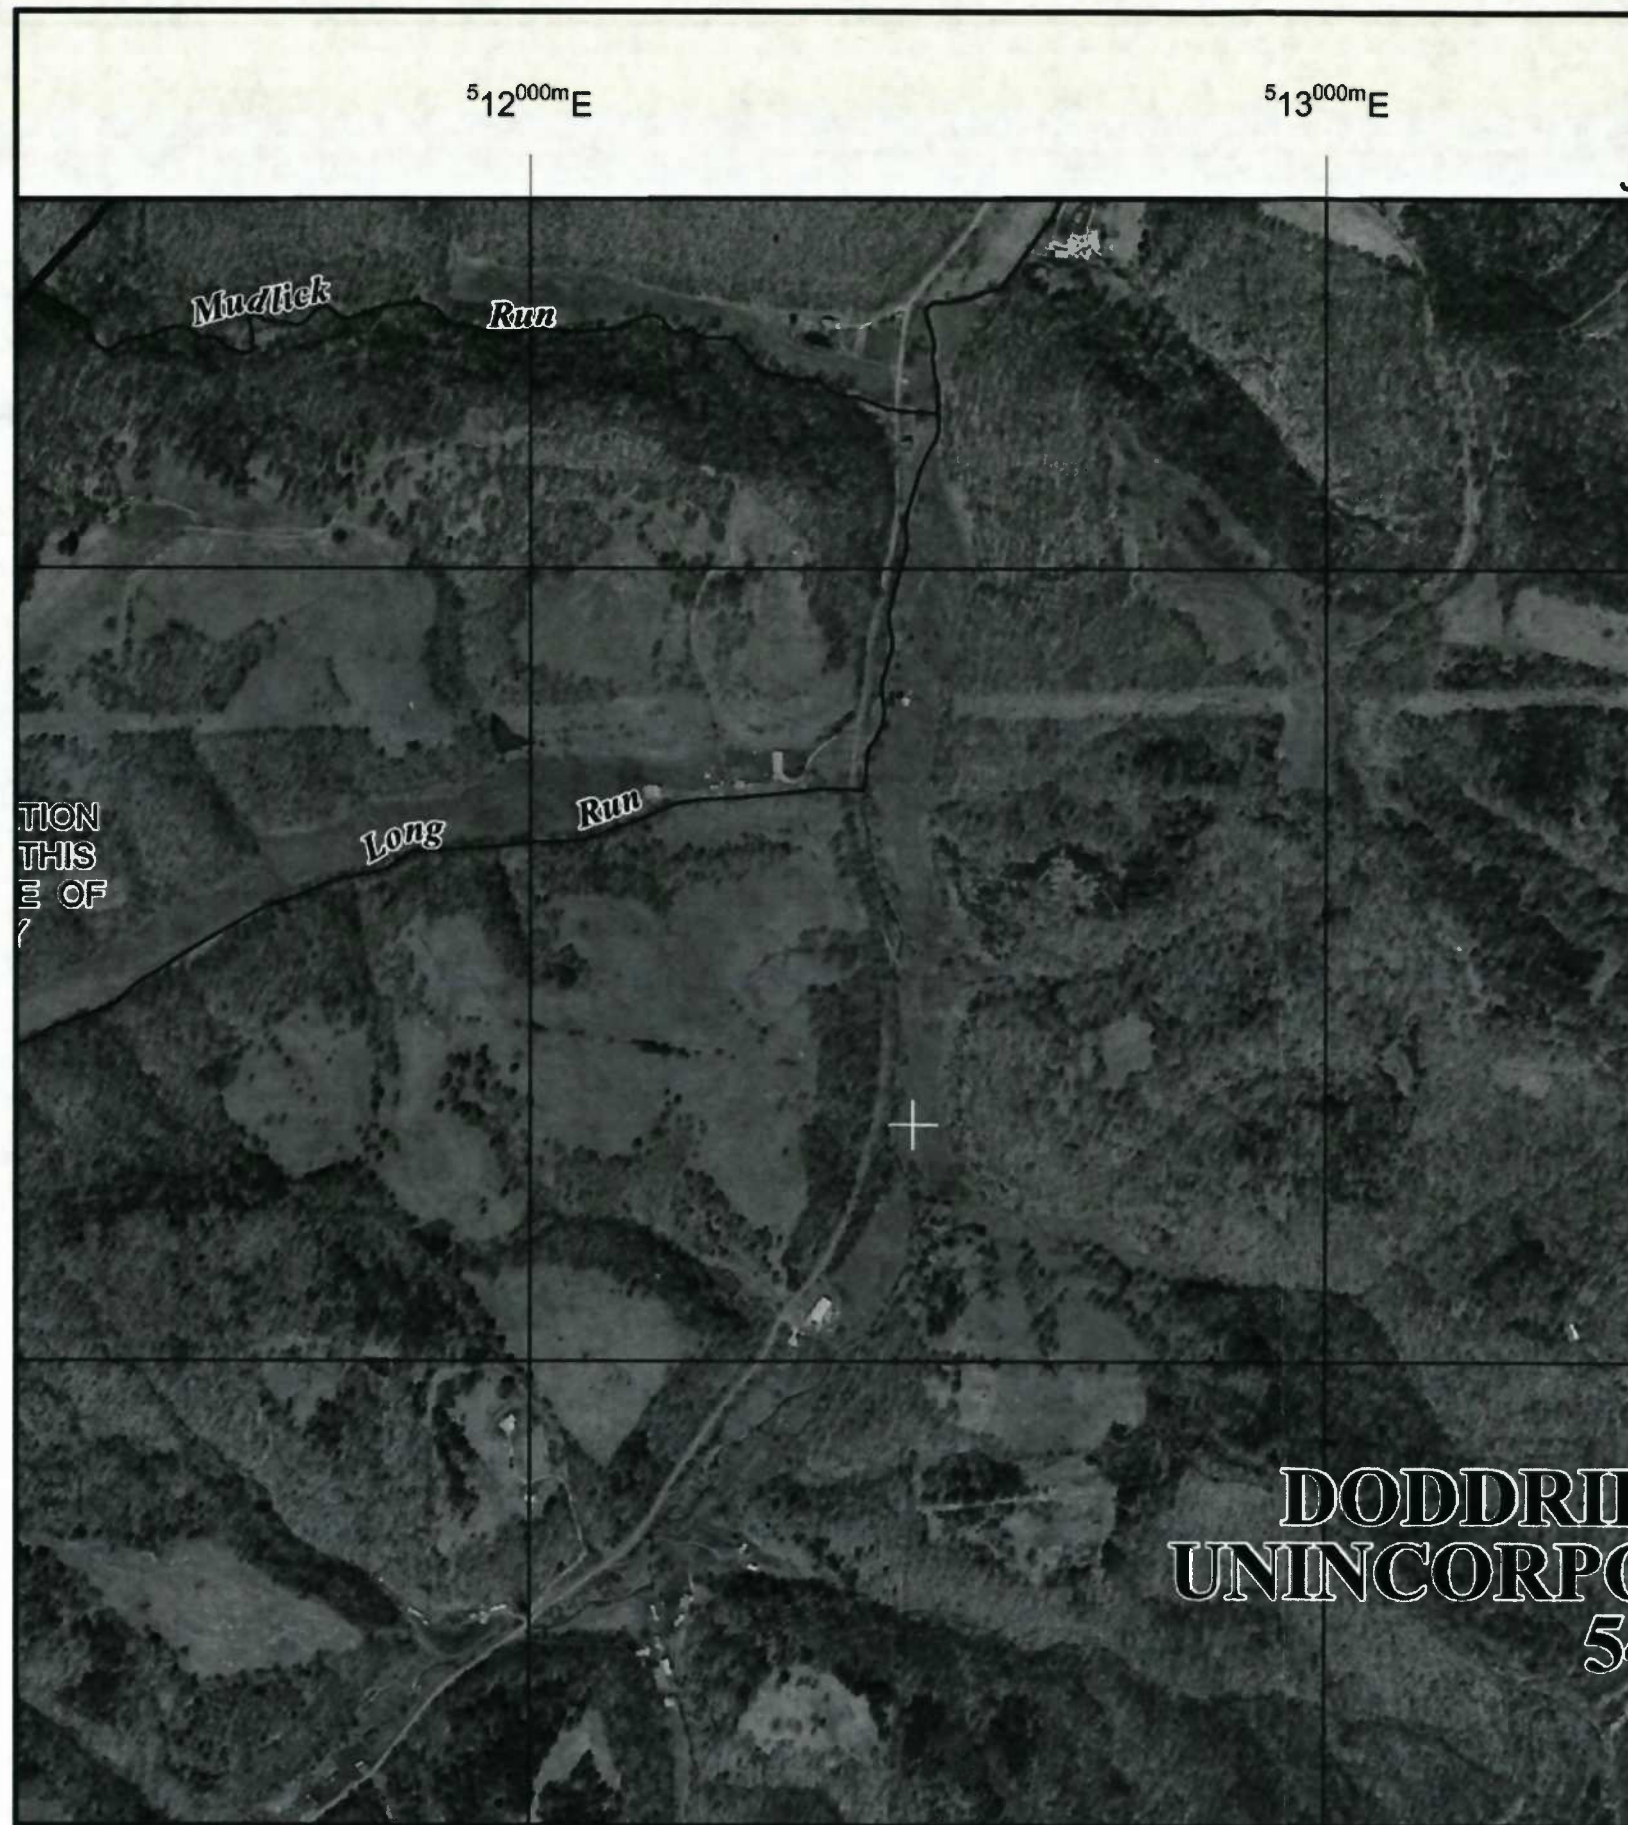 512000mE 513000mE
Mudlick Run
TION
THIS
E OF
Long Run
DODDRI
UNINCORPO
5